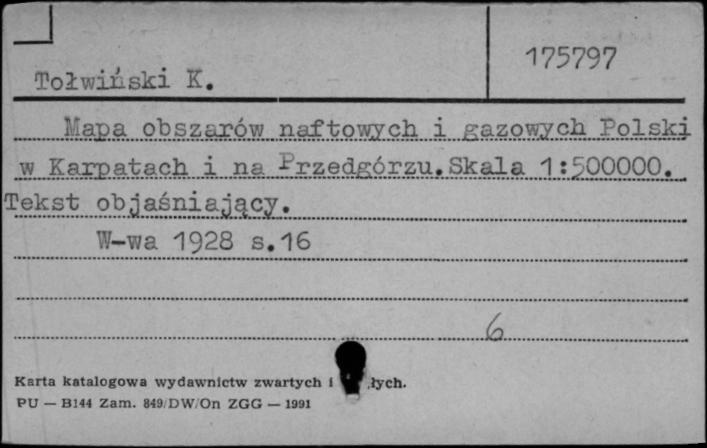 175797
Tołwiński K.
Mapa obszarów naftowych i gazowych Polski
w Karpatach i na Przedgórzu. Skala 1:500000.
Tekst objaśniający.
W-wa 1928 s.16
6
Karta katalogowa wydawnictw zwartych i łych.
PU — B144 Zam. 849/DW/On ZGG — 1991